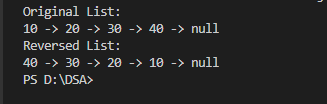 Original List:
10 -> 20 -> 30 -> 40 -> null
Reversed List:
40 -> 30 -> 20 -> 10 -> null
PS D:\DSA>